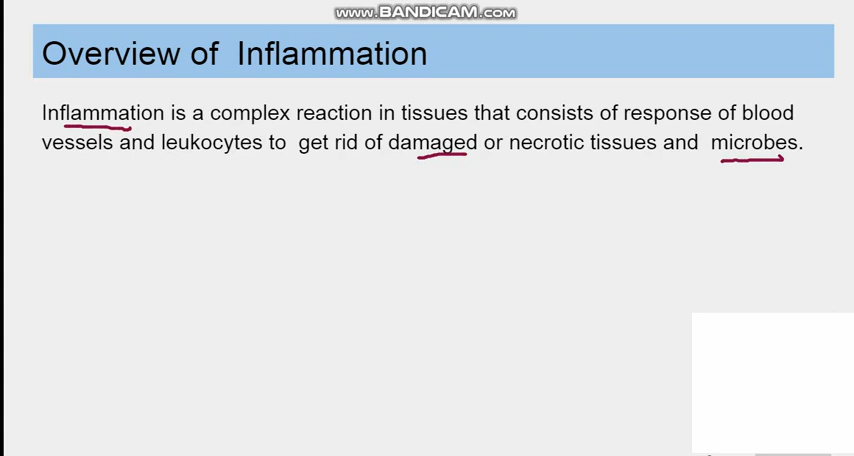 www.BANDICAM.com
Overview of Inflammation
Inflammation is a complex reaction in tissues that consists of response of blood
vessels and leukocytes to get rid of damaged or necrotic tissues and microbes.